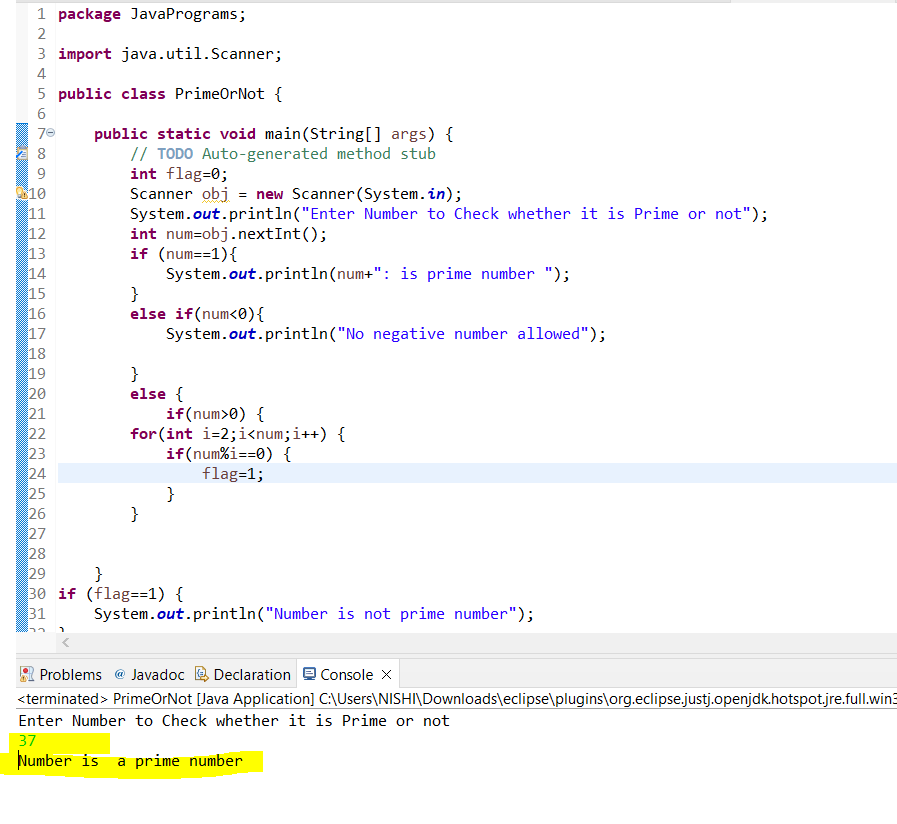 1 package JavaPrograms;
2
3 import java.util.Scanner;
4
5 public class PrimeOrNot {
6
7 public static void main(String[] args) {
8 // TODO Auto-generated method stub
9 int flag=0;
10 Scanner obj = new Scanner(System.in);
11 System.out.println("Enter Number to Check whether it is Prime or not");
12 int num=obj.nextInt();
13 if (num==1){
14 System.out.println(num+": is prime number ");
15 }
16 else if(num<0){
17 System.out.println("No negative number allowed");
18
19 }
20 else {
21 if(num>0) {
22 for(int i=2;i<num;i++) {
23 if(num%i==0) {
24 flag=1;
25 }
26 }
27
28
29 }
30 if (flag==1) {
31 System.out.println("Number is not prime number");
32 }
Problems @ Javadoc Declaration Console
<terminated> PrimeOrNot [Java Application] C:\Users\NISHI\Downloads\eclipse\plugins\org.eclipse.justj.openjdk.hotspot.jre.full.win3
Enter Number to Check whether it is Prime or not
37
Number is  a prime number